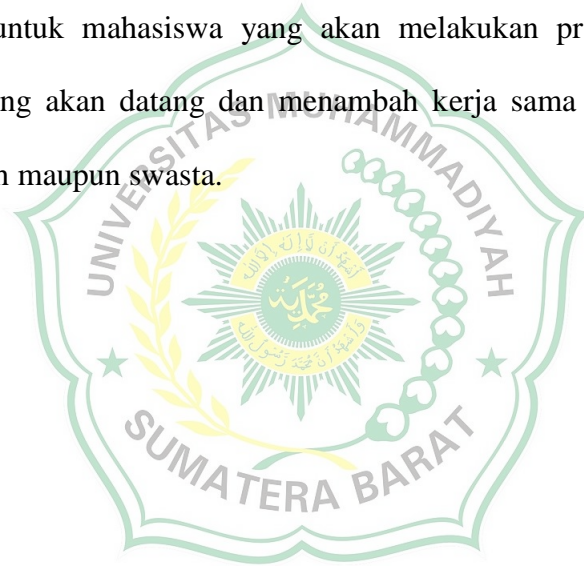 untuk mahasiswa yang akan melakukan pr
ng akan datang dan menambah kerja sama
n maupun swasta.
UNIVERSITAS MUHAMMADIYAH
محمدية
SUMATERA BARAT